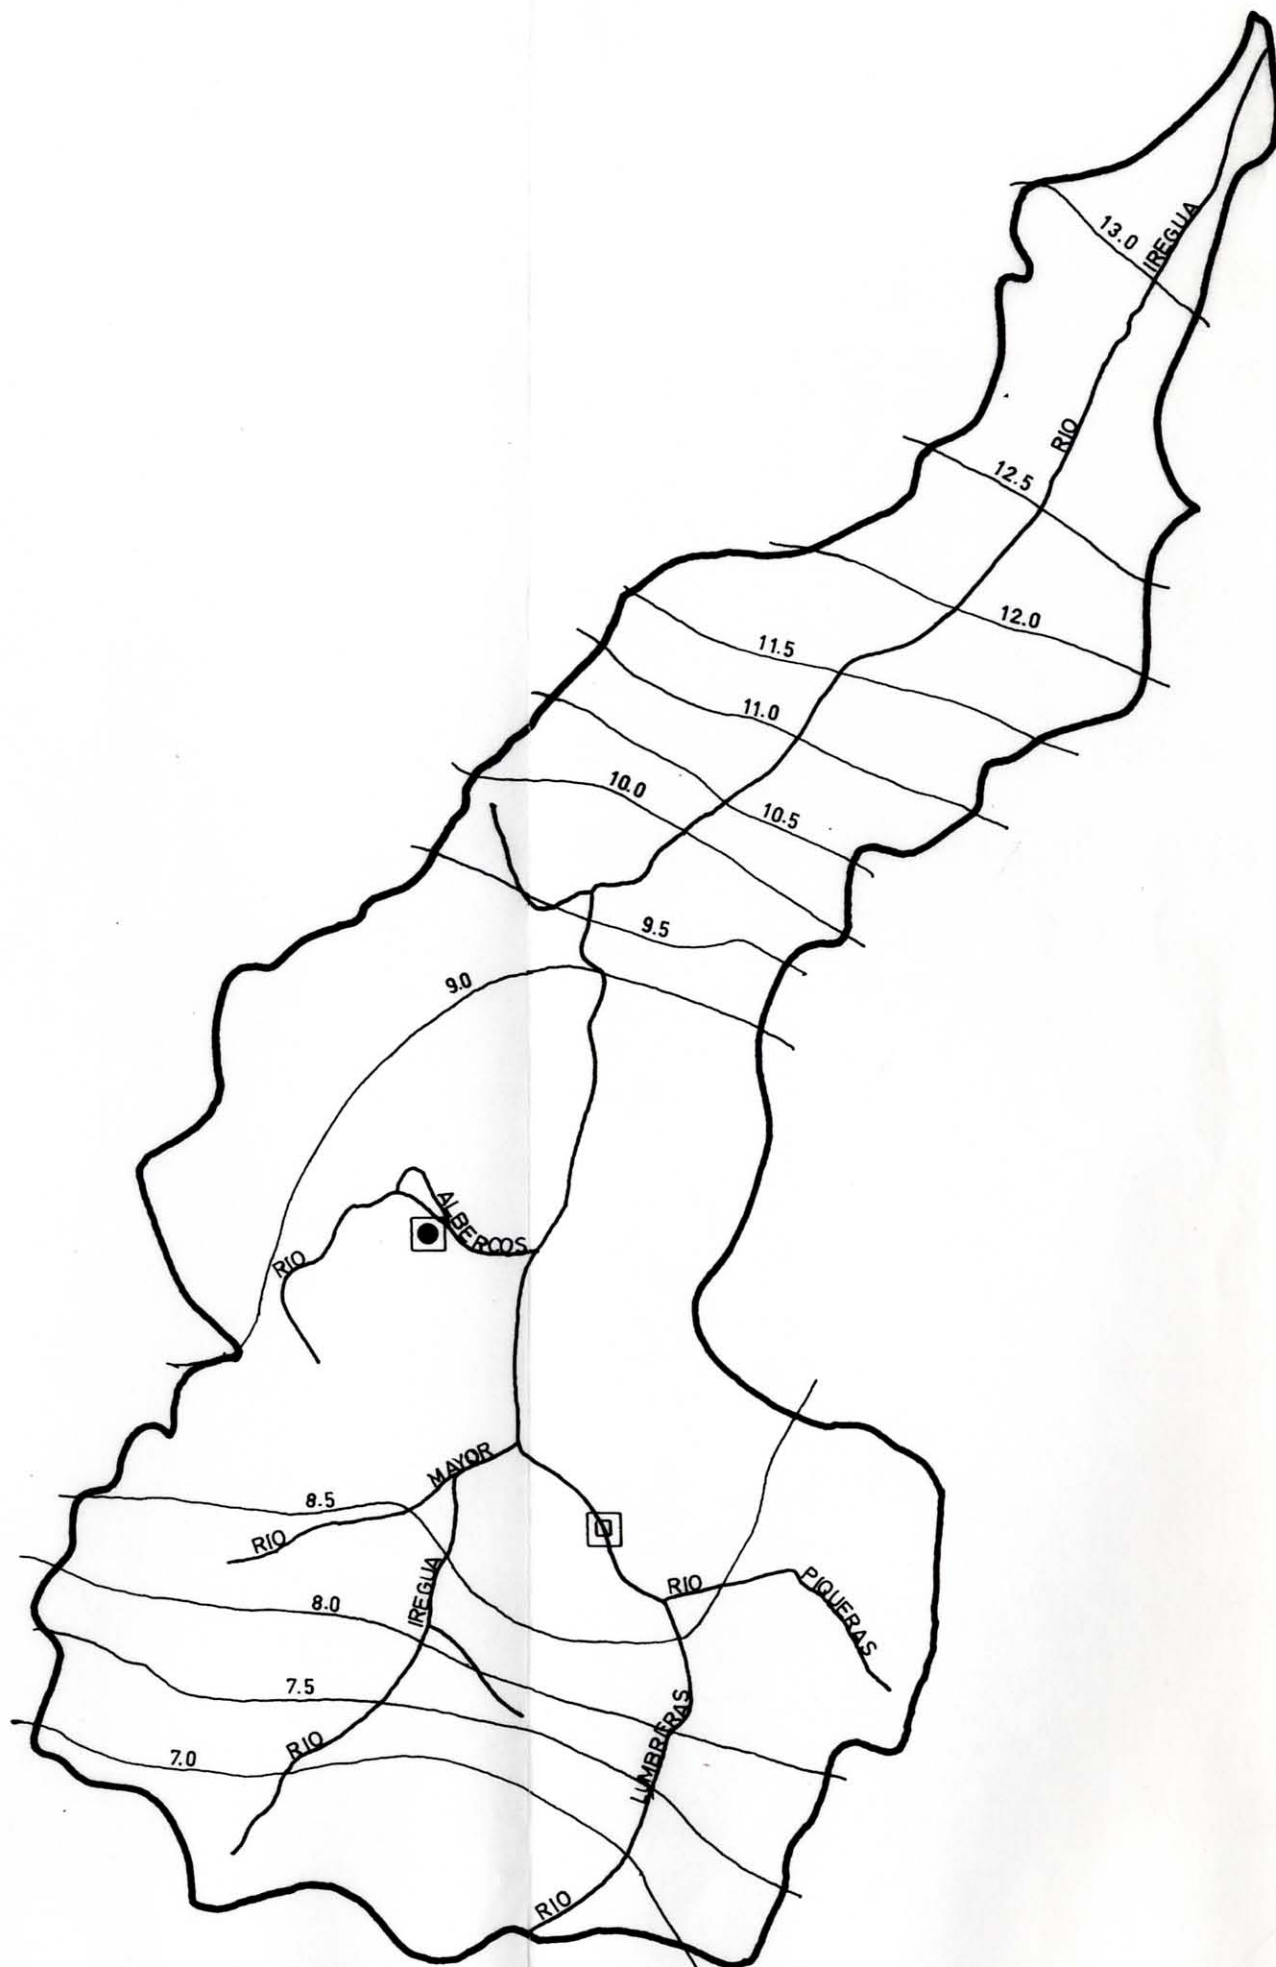 13.0
IREGUA
RIO
12.5
12.0
11.5
11.0
10.0
10.5
9.5
9.0
ALBERCOS
RIO
MAYOR
8.5
RIO
IREGUA
RIO
PIQUERAS
8.0
7.5
LUMBRERAS
RIO
7.0
RIO